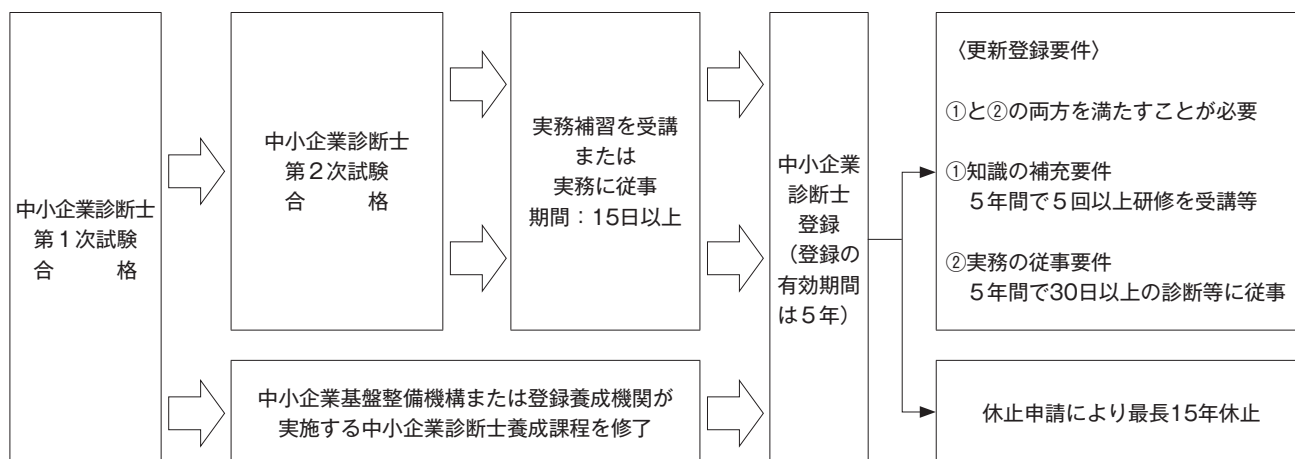 中小企業診断士
第1次試験
合　　　格
中小企業診断士
第2次試験
合　　　格
実務補習を受講
または
実務に従事
期間：15日以上
中小企業基盤整備機構または登録養成機関が
実施する中小企業診断士養成課程を修了
中小企業
診断士
登録
（登録の
有効期間
は5年）
〈更新登録要件〉
①と②の両方を満たすことが必要
①知識の補充要件
5年間で5回以上研修を受講等
②実務の従事要件
5年間で30日以上の診断等に従事
休止申請により最長15年休止